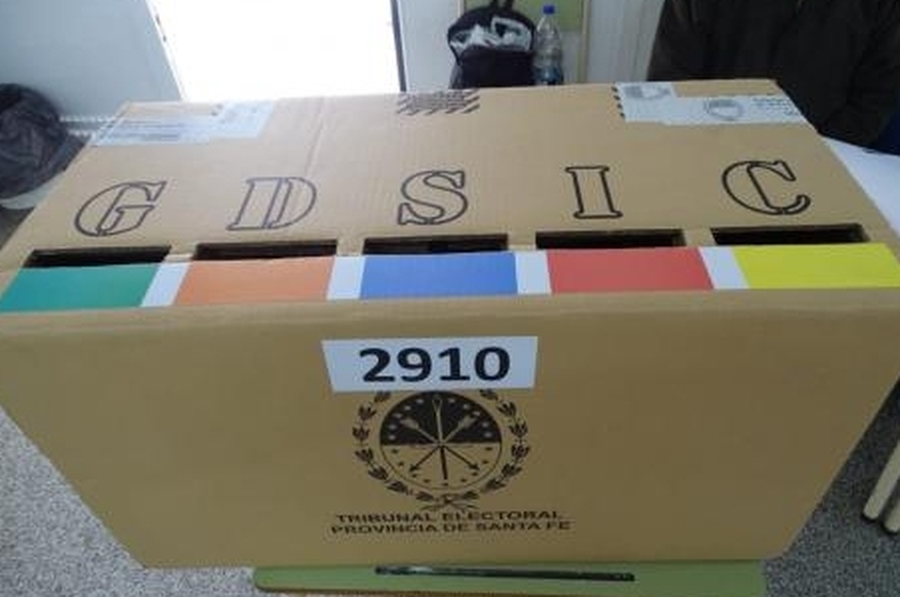 G D S I C
2910
TRIBUNAL ELECTORAL
PROVINCIA DE SANTA FE